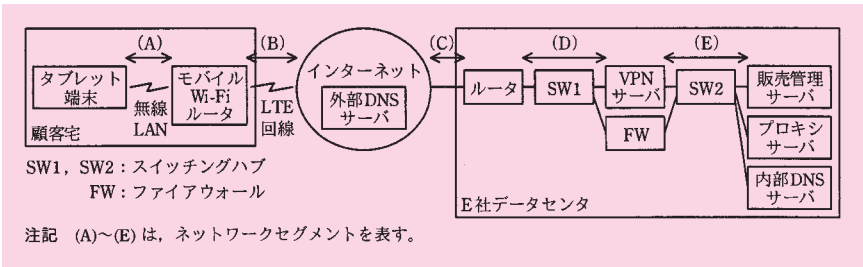 (A)
(B)
(C)
(D)
(E)
タブレット
端末
無線
LAN
モバイル
Wi-Fi
ルータ
LTE
回線
インターネット
外部DNS
サーバ
ルータ
SW1
VPN
サーバ
FW
SW2
販売管理
サーバ
プロキシ
サーバ
内部DNS
サーバ
顧客宅
E社データセンタ
SW1，SW2：スイッチングハブ
FW：ファイアウォール
注記 (A)～(E)は，ネットワークセグメントを表す。